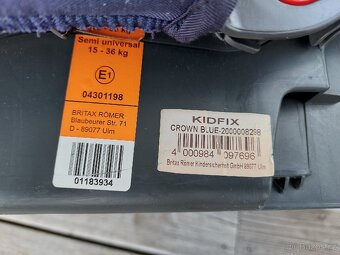 Semi universal
15 - 36 kg
E1
04301198
BRITAX RÖMER
Blaubeurer Str. 71
D - 89077 Ulm
01183934
KIDFIX
CROWN BLUE-2000008298
4 000984 097696
Britax Römer Kindersicherheit GmbH 89077 Ulm